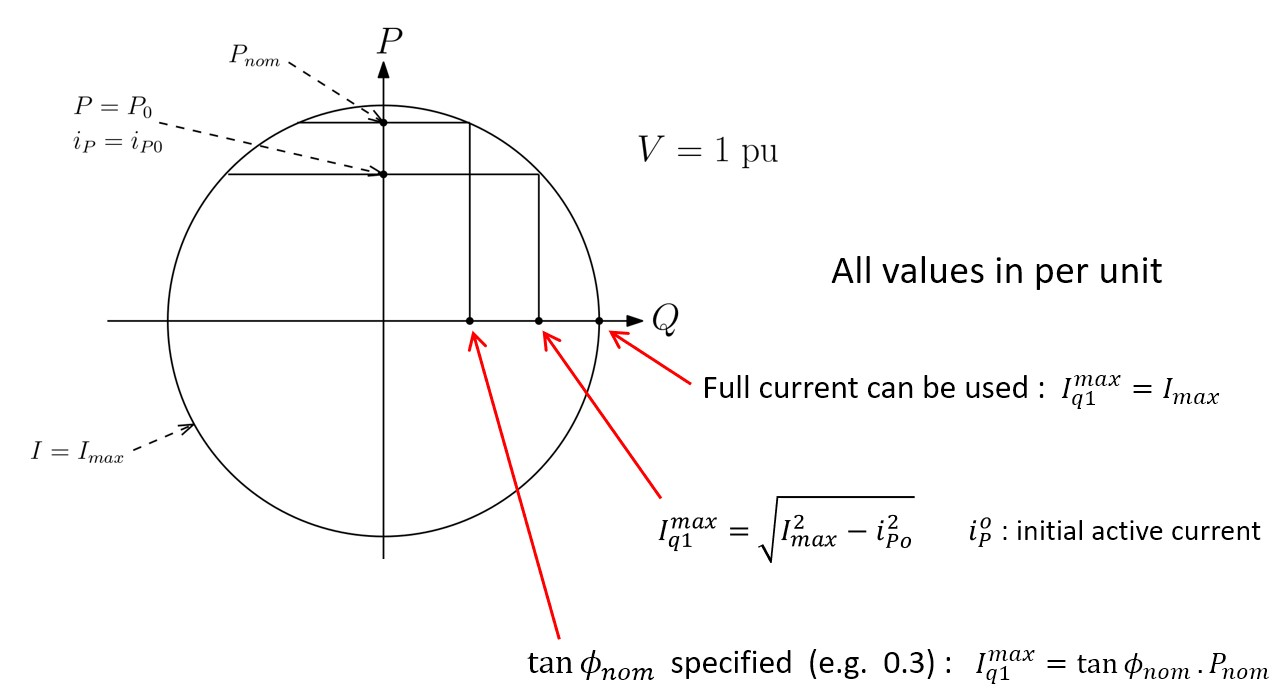 P
P_{nom}
P = P_0
i_P = i_{P0}
V = 1 pu
All values in per unit
Q
Full current can be used : I_{q1}^{max} = I_{max}
I = I_{max}
I_{q1}^{max} = \sqrt{I_{max}^2 − i_{Po}^2} i_P^o : initial active current
tan ϕ_{nom} specified (e.g. 0.3) : I_{q1}^{max} = tan ϕ_{nom} . P_{nom}